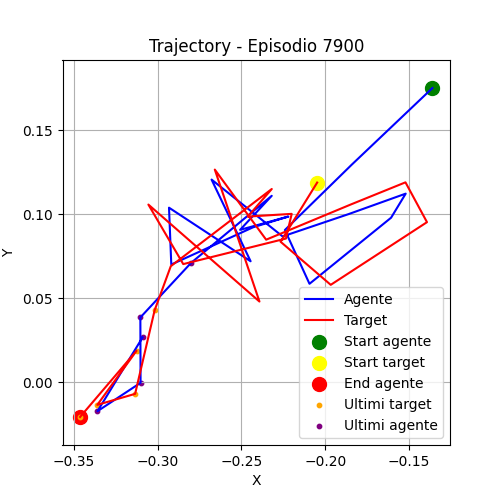 Trajectory - Episodio 7900
Y
0.15
0.10
0.05
0.00
−0.35
−0.30
−0.25
−0.20
−0.15
X
Agente
Target
Start agente
Start target
End agente
Ultimi target
Ultimi agente